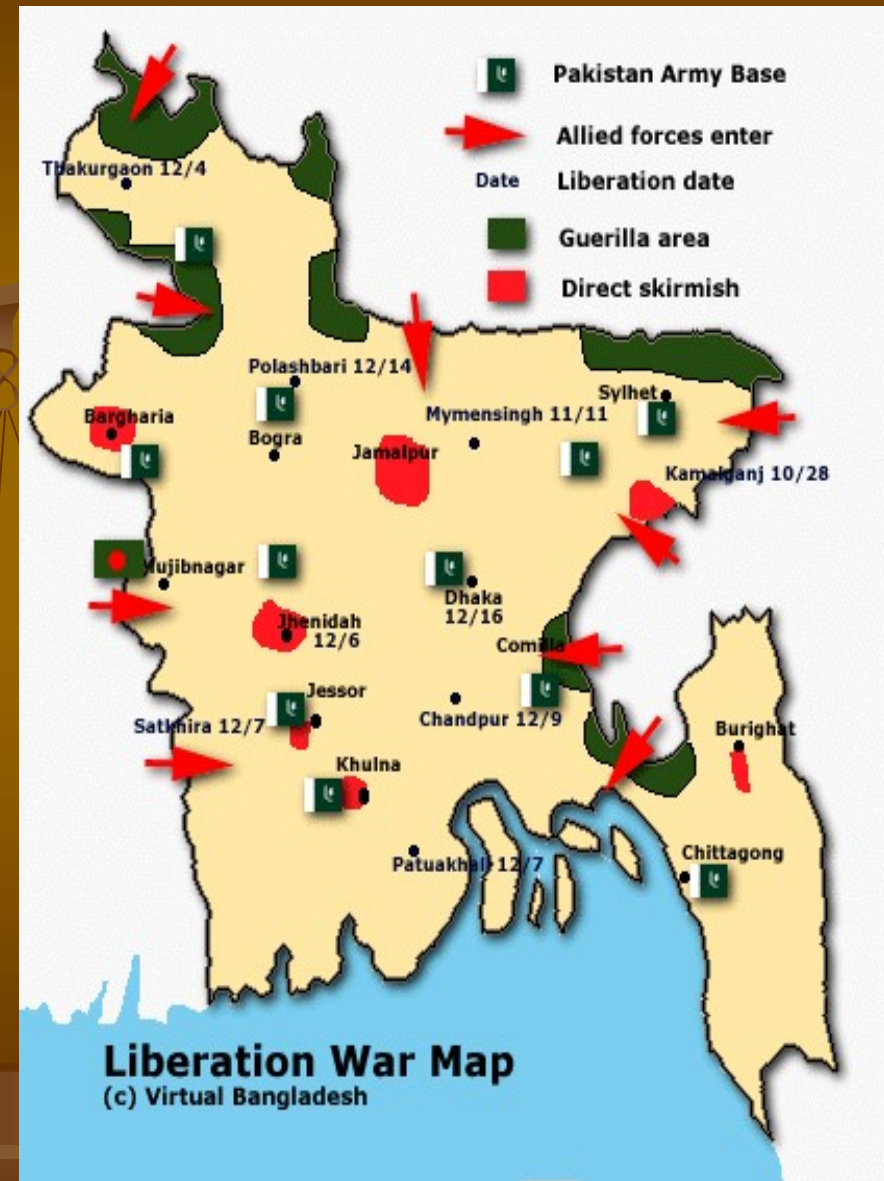 Pakistan Army Base
Allied forces enter
Date Liberation date
Guerilla area
Direct skirmish
Thakurgaon 12/4
Polashbari 12/14
Sylhet
Bargharia
Mymensingh 11/11
Bogra
Jamalpur
Kamalganj 10/28
Mujibnagar
Dhaka
12/16
Jhenidah
12/6
Comilla
Jessor
Satkhira 12/7
Chandpur 12/9
Burighat
Khulna
Chittagong
Patuakhali 12/7
Liberation War Map
(c) Virtual Bangladesh